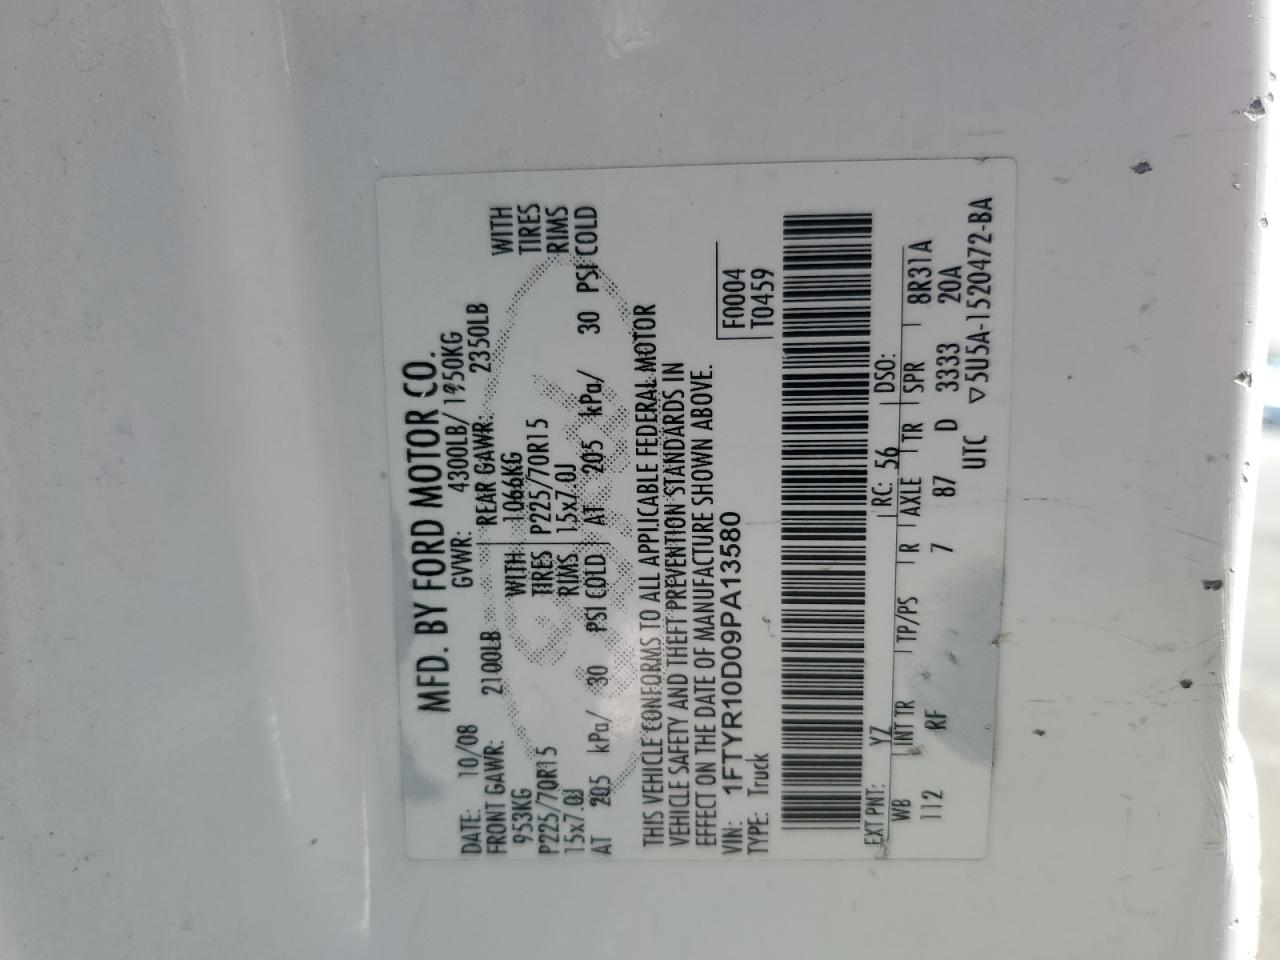 MFD. BY FORD MOTOR CO.
DATE: 10/08 GVWR: 4300LB/ 1950KG
FRONT GAWR: 2100LB REAR GAWR: 2350LB
953KG WITH 1066KG WITH
P225/70R15 TIRES P225/70R15 TIRES
15x7.0J RIMS 15x7.0J RIMS
AT 205 kPa/ 30 PSI COLD AT 205 kPa/ 30 PSI COLD
THIS VEHICLE CONFORMS TO ALL APPLICABLE FEDERAL MOTOR
VEHICLE SAFETY AND THEFT PREVENTION STANDARDS IN
EFFECT ON THE DATE OF MANUFACTURE SHOWN ABOVE.
VIN: 1FTYR10D09PA13580 F0004
TYPE: Truck T0459
EXT PNT: YZ RC: 56 DSO:
WB INT TR TP/PS R AXLE TR SPR 8R31A
112 RF 7 87 D 3333 20A
UTC ▽5U5A-1520472-BA